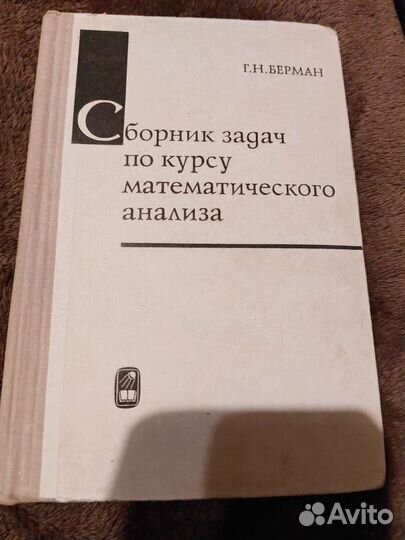 Г.Н.БЕРМАН
Сборник задач
по курсу
математического
анализа
Avito